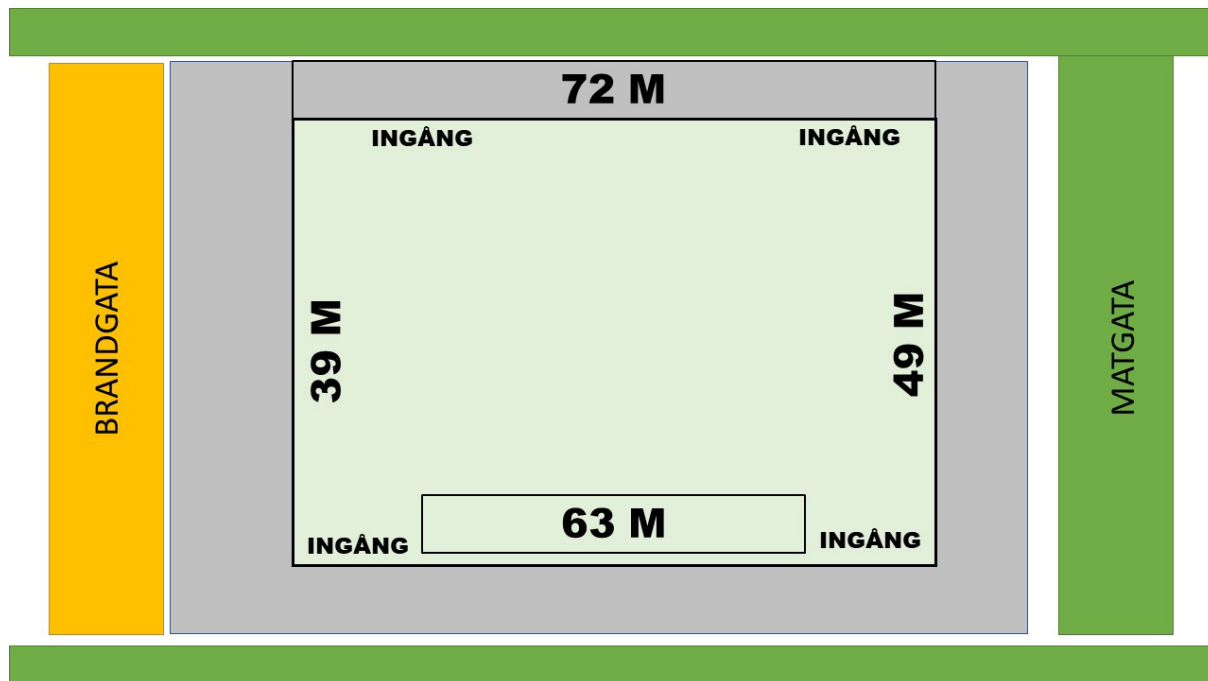 72 M
INGÅNG
INGÅNG
BRANDGATA
39 M
49 M
MATGATA
63 M
INGÅNG
INGÅNG